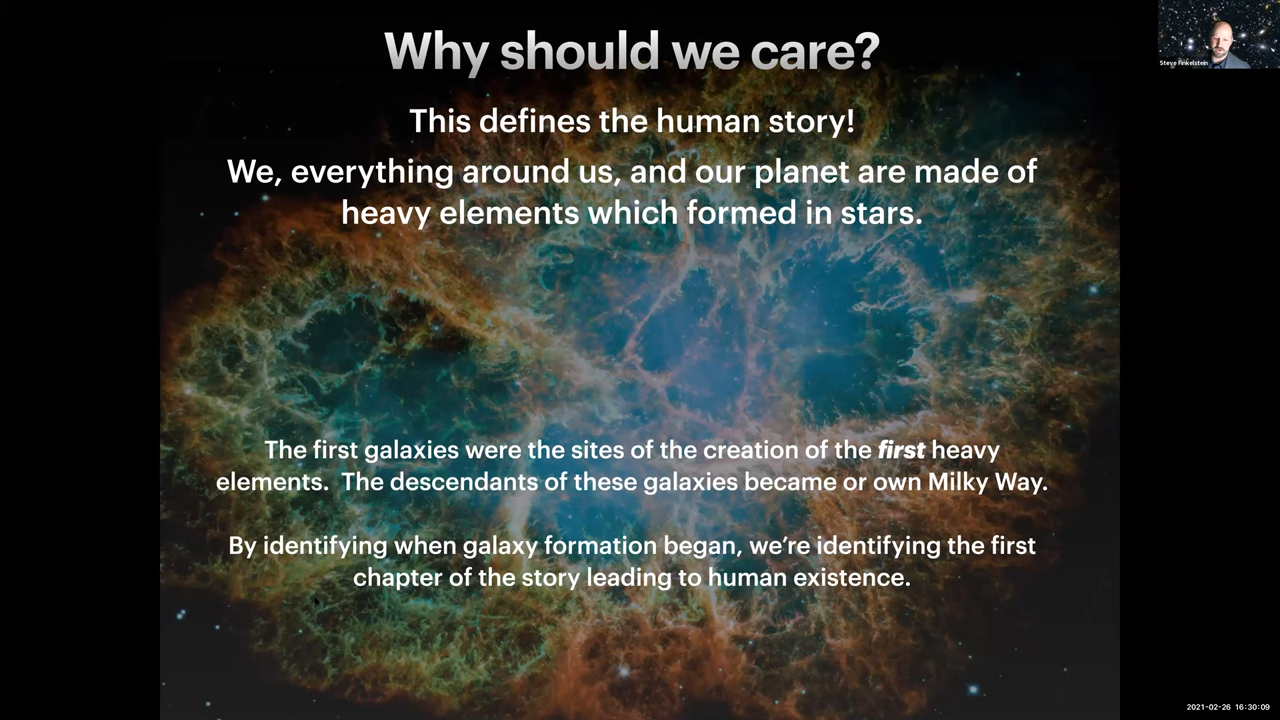 Why should we care?
Steve Finkelstein
This defines the human story!
We, everything around us, and our planet are made of
heavy elements which formed in stars.
The first galaxies were the sites of the creation of the first heavy
elements.  The descendants of these galaxies became or own Milky Way.
By identifying when galaxy formation began, we’re identifying the first
chapter of the story leading to human existence.
2021-02-26 16:30:09